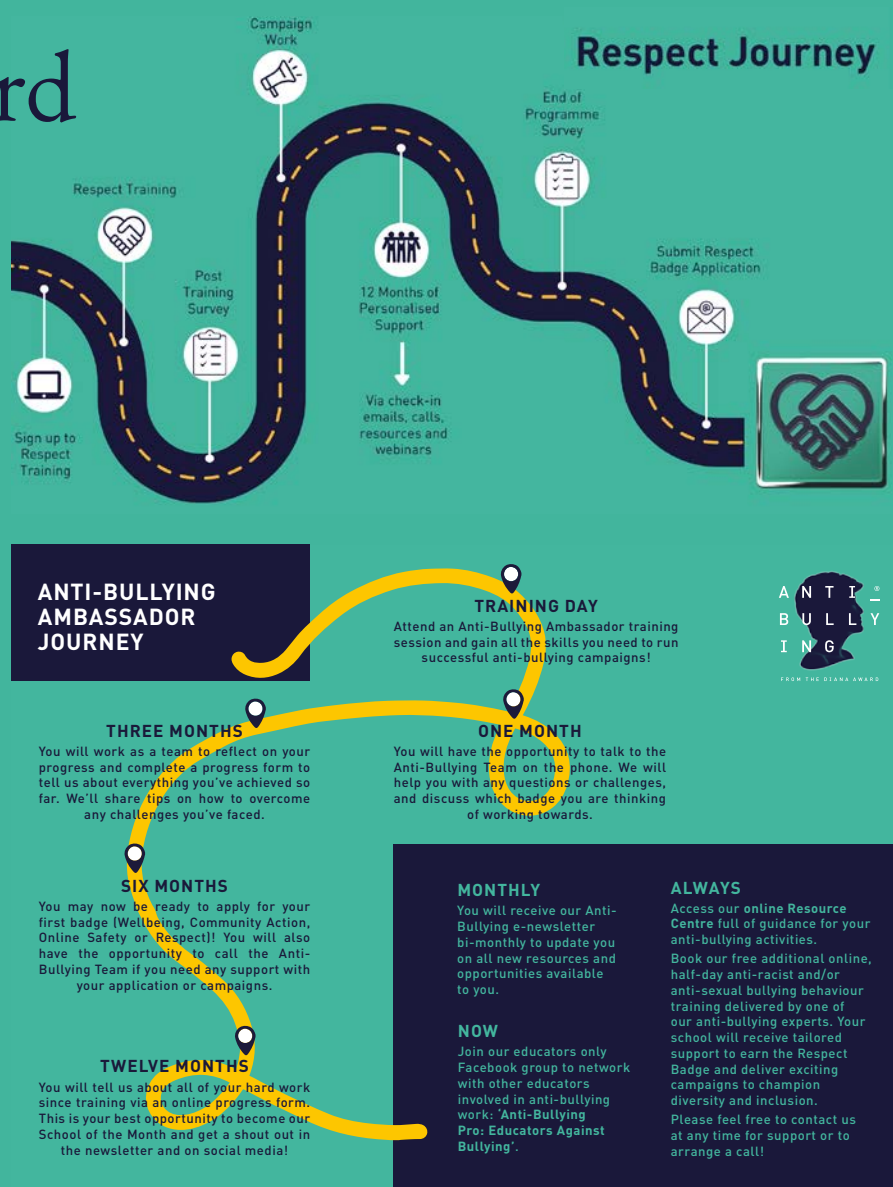 rd
Respect Journey
Campaign
Work
End of
Programme
Survey
Respect Training
Submit Respect
Badge Application
Post
Training
Survey
12 Months of
Personalised
Support
Via check-in
emails, calls,
resources and
webinars
Sign up to
Respect
Training
ANTI-BULLYING
AMBASSADOR
JOURNEY
TRAINING DAY
Attend an Anti-Bullying Ambassador training
session and gain all the skills you need to run
successful anti-bullying campaigns!
ANTI_®
BULLY
ING
FROM THE DIANA AWARD
ONE MONTH
You will have the opportunity to talk to the
Anti-Bullying Team on the phone. We will
help you with any questions or challenges,
and discuss which badge you are thinking
of working towards.
THREE MONTHS
You will work as a team to reflect on your
progress and complete a progress form to
tell us about everything you've achieved so
far. We'll share tips on how to overcome
any challenges you've faced.
SIX MONTHS
You may now be ready to apply for your
first badge (Wellbeing, Community Action,
Online Safety or Respect)! You will also
have the opportunity to call the Anti-
Bullying Team if you need any support with
your application or campaigns.
TWELVE MONTHS
You will tell us about all of your hard work
since training via an online progress form.
This is your best opportunity to become our
School of the Month and get a shout out in
the newsletter and on social media!
MONTHLY
You will receive our Anti-
Bullying e-newsletter
bi-monthly to update you
on all new resources and
opportunities available
to you.
NOW
Join our educators only
Facebook group to network
with other educators
involved in anti-bullying
work: 'Anti-Bullying
Pro: Educators Against
Bullying'.
ALWAYS
Access our online Resource
Centre full of guidance for your
anti-bullying activities.
Book our free additional online,
half-day anti-racist and/or
anti-sexual bullying behaviour
training delivered by one of
our anti-bullying experts. Your
school will receive tailored
support to earn the Respect
Badge and deliver exciting
campaigns to champion
diversity and inclusion.
Please feel free to contact us
at any time for support or to
arrange a call!